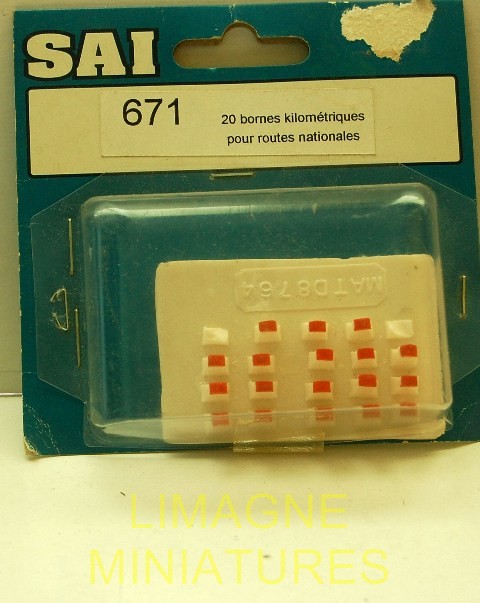 SAI
671
20 bornes kilométriques
pour routes nationales
MATD8764
LIMAGNE
MINIATURES